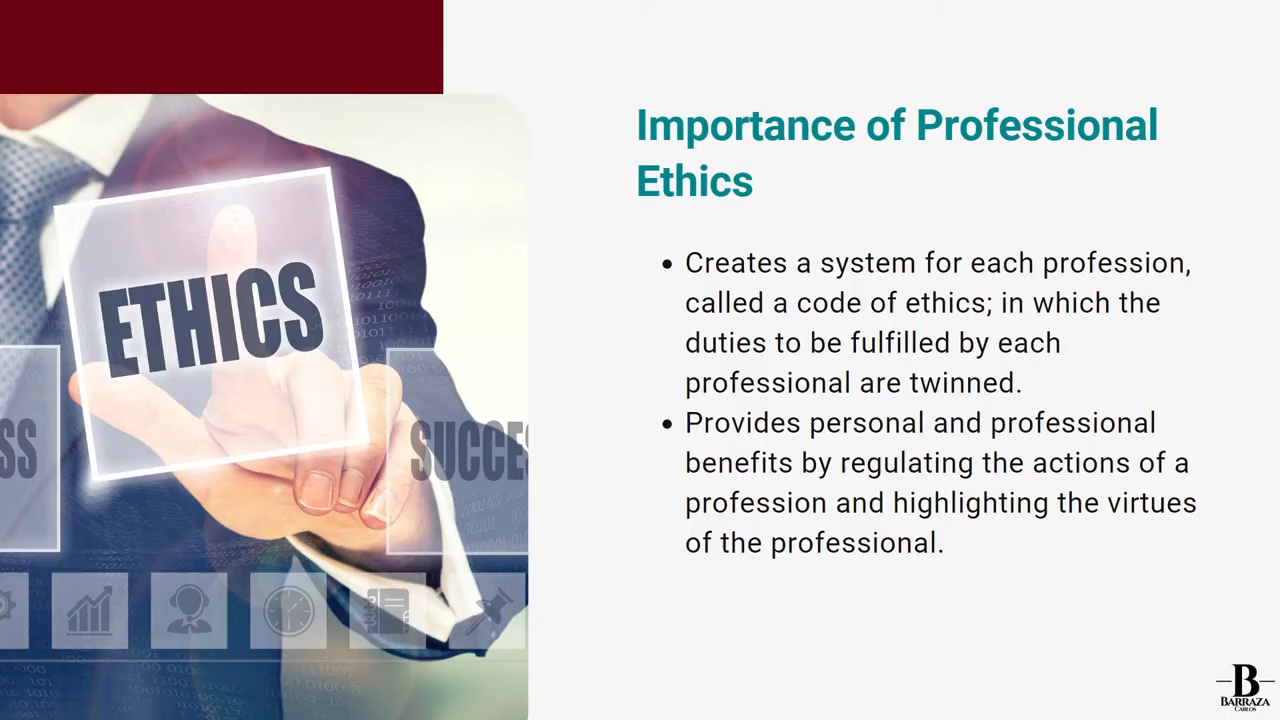 Importance of Professional
Ethics
Creates a system for each profession,
called a code of ethics; in which the
duties to be fulfilled by each
professional are twinned.
Provides personal and professional
benefits by regulating the actions of a
profession and highlighting the virtues
of the professional.
ETHICS
SS
SUCCES
B
BARRAZA
CARLOS